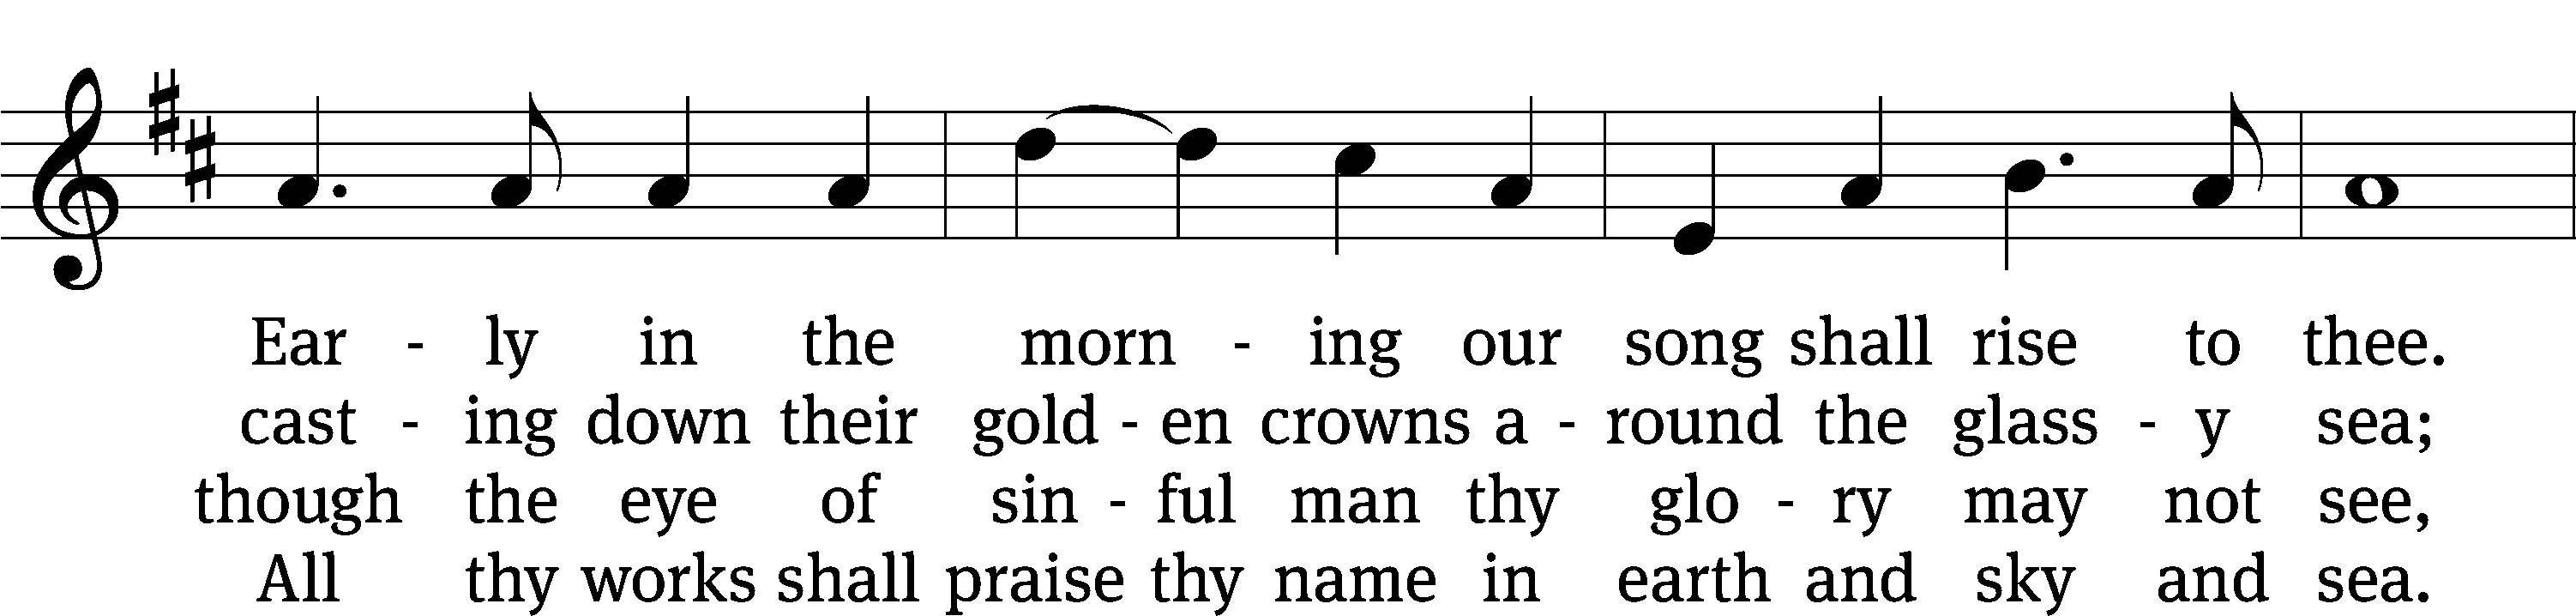 Ear - ly in the morn - ing our song shall rise to thee.
cast - ing down their gold - en crowns a - round the glass - y sea;
though the eye of sin - ful man thy glo - ry may not see,
All thy works shall praise thy name in earth and sky and sea.